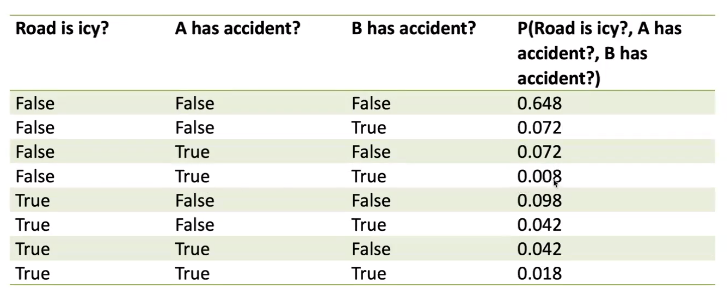 Road is icy? A has accident? B has accident? P(Road is icy?, A has
accident?, B has
accident?)
False False False 0.648
False False True 0.072
False True False 0.072
False True True 0.008
True False False 0.098
True False True 0.042
True True False 0.042
True True True 0.018